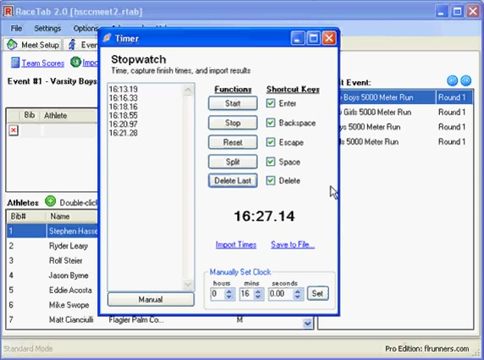 RaceTab 2.0 [hsccmeet2.rtab]
File Settings Options
Meet Setup
Team Scores
Event #1 - Varsity Boys
Bib Athlete
Athletes Double-click
Bib# Name
1 Stephen Hasse
2 Ryder Leary
3 Rolf Steier
4 Jason Byrne
5 Eddie Acosta
6 Mike Swope
7 Matt Cianciulli Flagler Palm Co... M
Timer
Stopwatch
Time, capture finish times, and import results
16:13.19
16:16.33
16:18.16
16:18.55
16:20.97
16:21.28
Manual
Functions Shortcut Keys
Start Enter
Stop Backspace
Reset Escape
Split Space
Delete Last Delete
16:27.14
Import Times Save to File...
Manually Set Clock
hours mins seconds
0 16 0.00 Set
Event:
Boys 5000 Meter Run Round 1
Girls 5000 Meter Run Round 1
Boys 5000 Meter Run Round 1
Girls 5000 Meter Run Round 1
Standard Mode
Pro Edition: flrunners.com